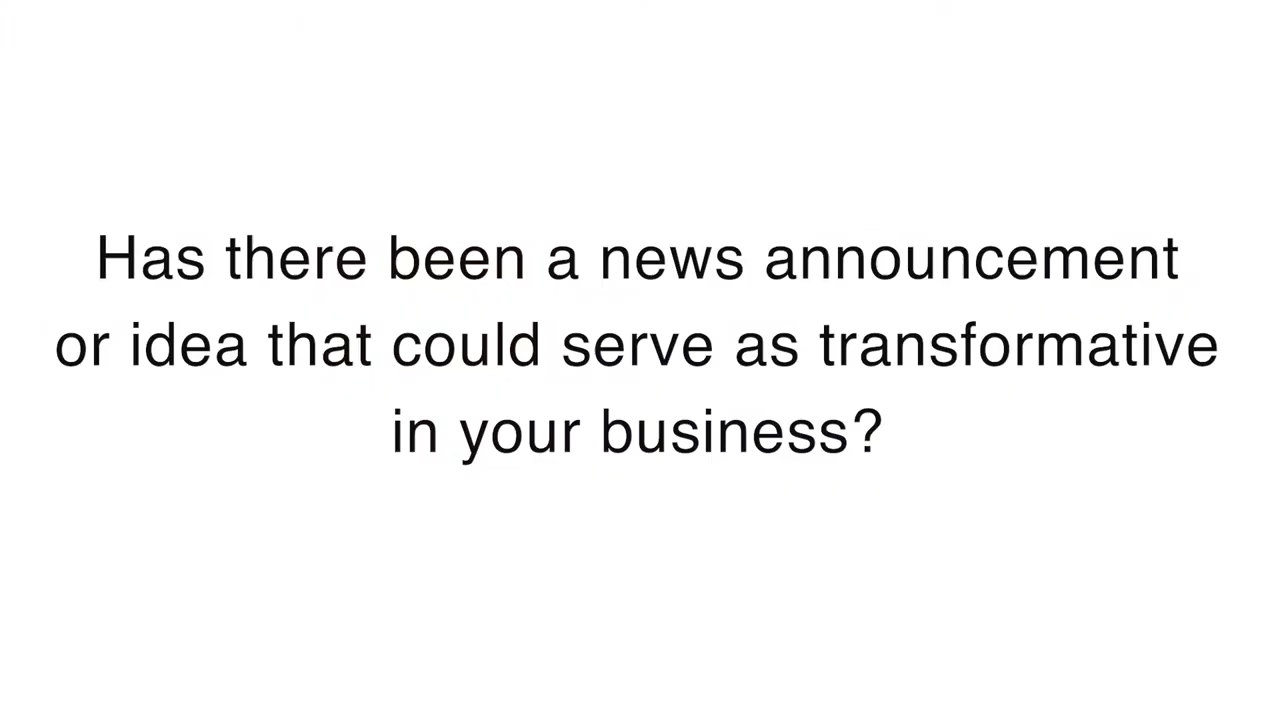 Has there been a news announcement
or idea that could serve as transformative
in your business?